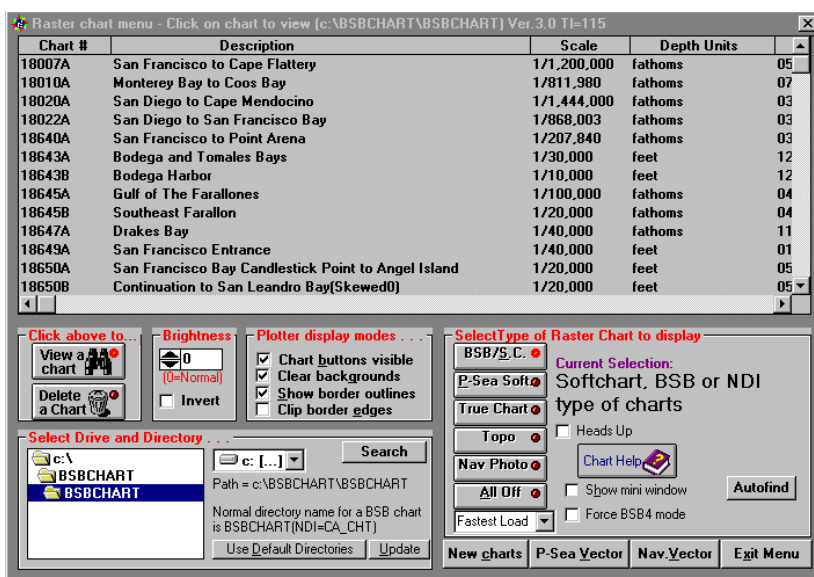 Raster chart menu - Click on chart to view (c:\BSBCHART\BSBCHART) Ver.3.0 TI=115
Chart # Description Scale Depth Units
18007A San Francisco to Cape Flattery 1/1,200,000 fathoms 05
18010A Monterey Bay to Coos Bay 1/811,980 fathoms 07
18020A San Diego to Cape Mendocino 1/1,444,000 fathoms 03
18022A San Diego to San Francisco Bay 1/868,003 fathoms 03
18640A San Francisco to Point Arena 1/207,840 fathoms 03
18643A Bodega and Tomales Bays 1/30,000 feet 12
18643B Bodega Harbor 1/10,000 feet 12
18645A Gulf of The Farallones 1/100,000 fathoms 04
18645B Southeast Farallon 1/20,000 fathoms 04
18647A Drakes Bay 1/40,000 fathoms 11
18649A San Francisco Entrance 1/40,000 feet 01
18650A San Francisco Bay Candlestick Point to Angel Island 1/20,000 feet 05
18650B Continuation to San Leandro Bay(Skewed0) 1/20,000 feet 05
Click above to...
View a
chart
Delete
a Chart
Brightness
0
(0=Normal)
Invert
Plotter display modes . . .
Chart buttons visible
Clear backgrounds
Show border outlines
Clip border edges
Select Drive and Directory . . .
c:\
BSBCHART
BSBCHART
c: [...]
Search
Path = c:\BSBCHART\BSBCHART
Normal directory name for a BSB chart
is BSBCHART(NDI=CA_CHT)
Use Default Directories Update
SelectType of Raster Chart to display
BSB/S.C.
P-Sea Soft
True Chart
Topo
Nav Photo
All Off
Fastest Load
Current Selection:
Softchart, BSB or NDI
type of charts
Heads Up
Chart Help
Show mini window
Force BSB4 mode
Autofind
New charts P-Sea Vector Nav.Vector Exit Menu